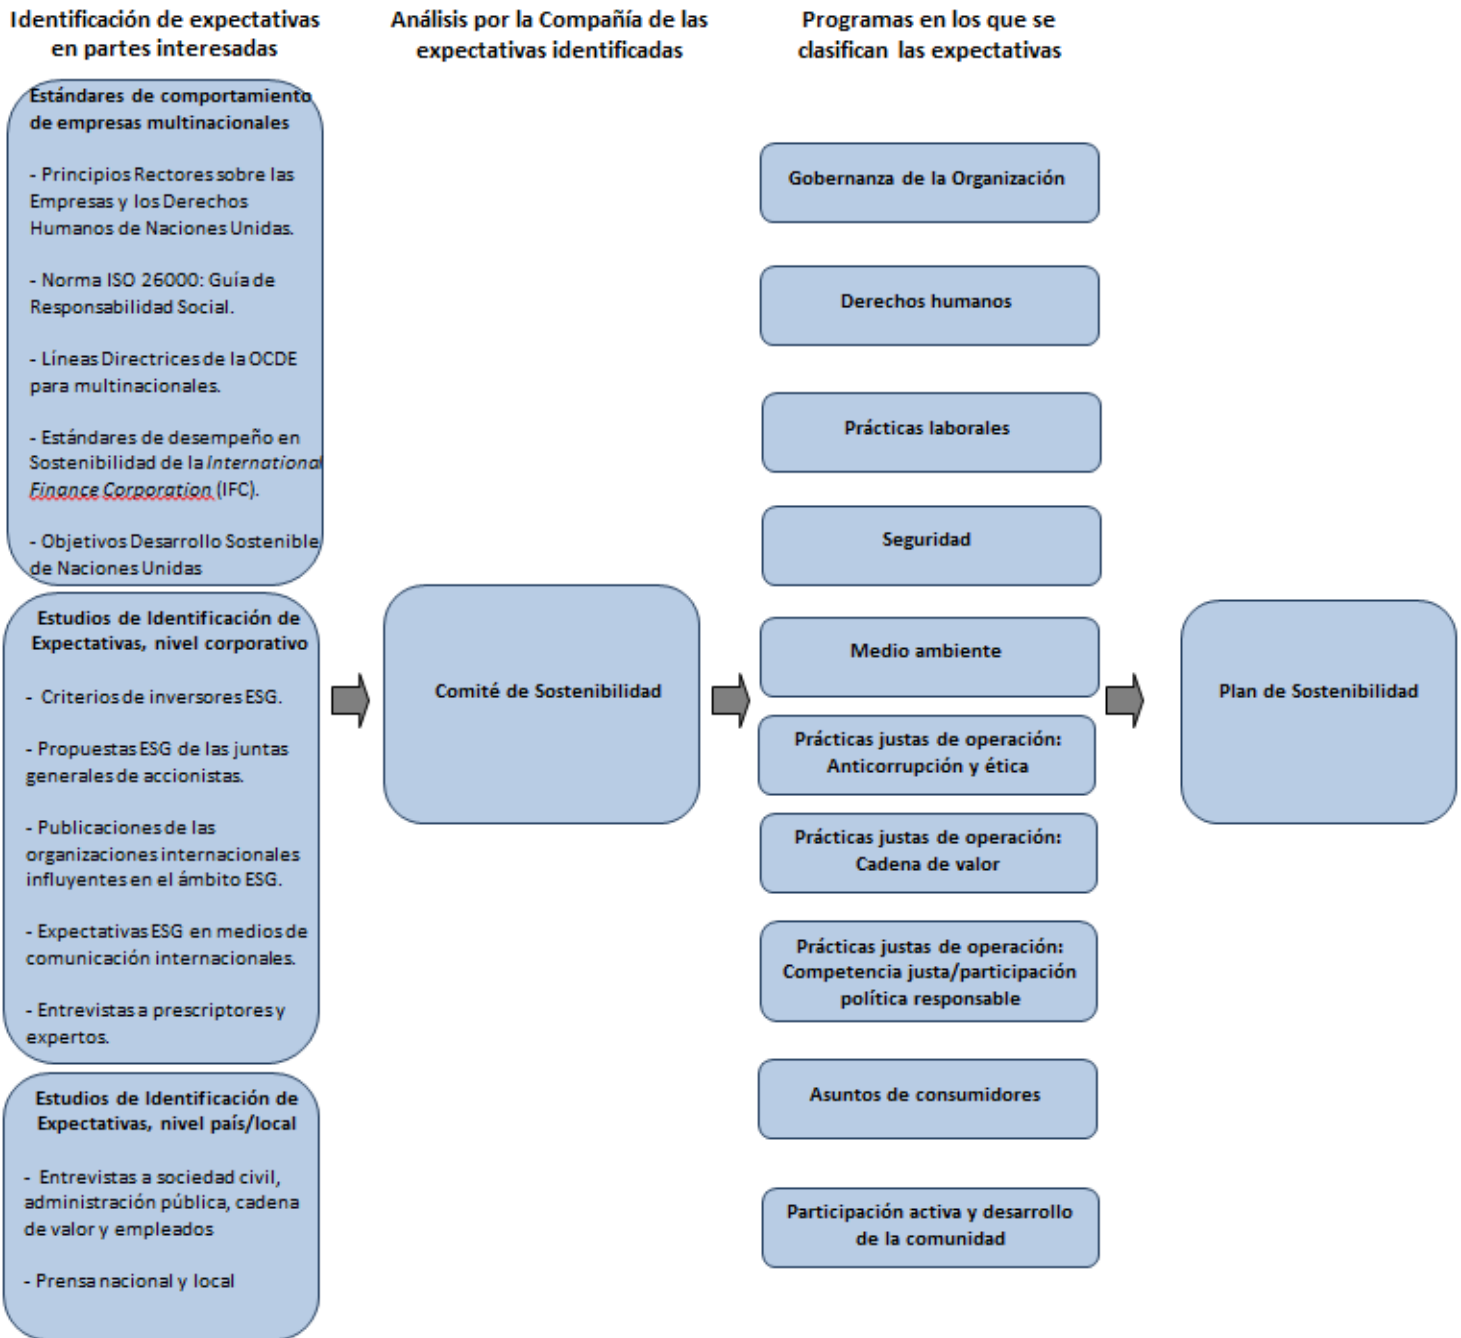 Identificación de expectativas
en partes interesadas
Análisis por la Compañía de las
expectativas identificadas
Programas en los que se
clasifican las expectativas
Estándares de comportamiento
de empresas multinacionales
- Principios Rectores sobre las
Empresas y los Derechos
Humanos de Naciones Unidas.
- Norma ISO 26000: Guía de
Responsabilidad Social.
- Líneas Directrices de la OCDE
para multinacionales.
- Estándares de desempeño en
Sostenibilidad de la International
Finance Corporation (IFC).
- Objetivos Desarrollo Sostenible
de Naciones Unidas
Estudios de Identificación de
Expectativas, nivel corporativo
- Criterios de inversores ESG.
- Propuestas ESG de las juntas
generales de accionistas.
- Publicaciones de las
organizaciones internacionales
influyentes en el ámbito ESG.
- Expectativas ESG en medios de
comunicación internacionales.
- Entrevistas a prescriptores y
expertos.
Estudios de Identificación de
Expectativas, nivel país/local
- Entrevistas a sociedad civil,
administración pública, cadena
de valor y empleados
- Prensa nacional y local
Comité de Sostenibilidad
Gobernanza de la Organización
Derechos humanos
Prácticas laborales
Seguridad
Medio ambiente
Prácticas justas de operación:
Anticorrupción y ética
Prácticas justas de operación:
Cadena de valor
Prácticas justas de operación:
Competencia justa/participación
política responsable
Asuntos de consumidores
Participación activa y desarrollo
de la comunidad
Plan de Sostenibilidad